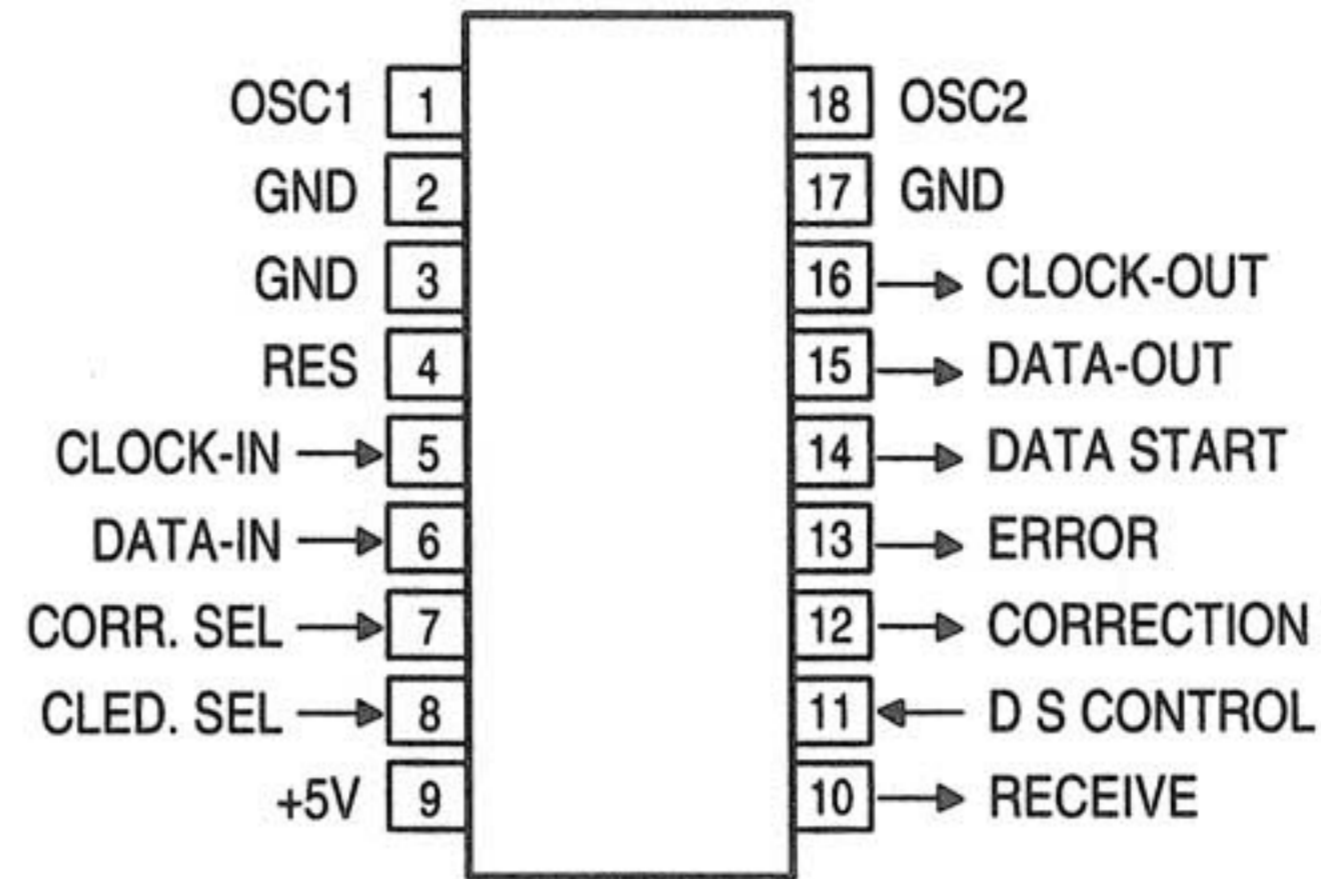 OSC1 1 18 OSC2
GND 2 17 GND
GND 3 16 CLOCK-OUT
RES 4 15 DATA-OUT
CLOCK-IN 5 14 DATA START
DATA-IN 6 13 ERROR
CORR. SEL 7 12 CORRECTION
CLED. SEL 8 11 D S CONTROL
+5V 9 10 RECEIVE